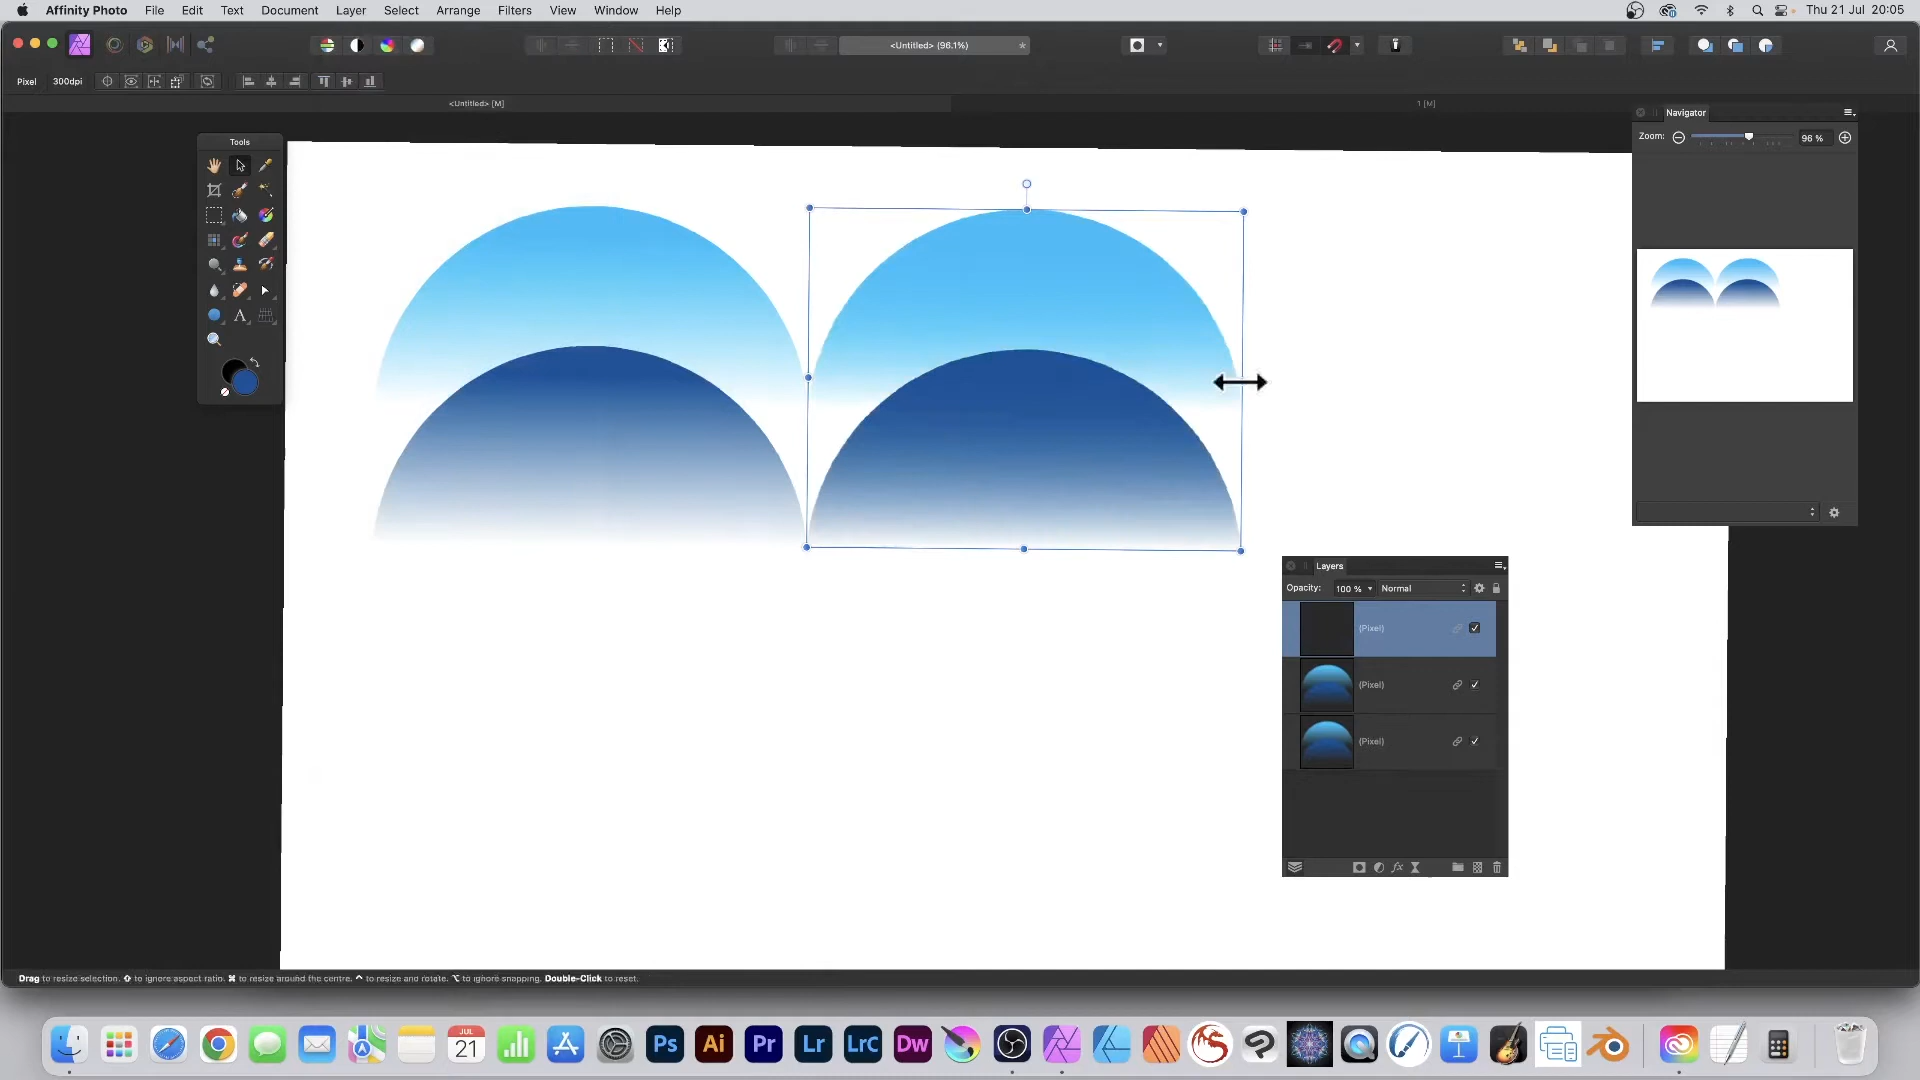 Affinity Photo File Edit Text Document Layer Select Arrange Filters View Window Help Thu 21 Jul 20:05
<Untitled> (96.1%) *
Pixel 300dpi
<Untitled> [M] 1 [M]
Tools
A
Navigator
Zoom: 96 %
Layers
Opacity: 100 % Normal
(Pixel)
(Pixel)
(Pixel)
fx
Drag to resize selection. ⇧ to ignore aspect ratio. ⌘ to resize around the centre. ^ to resize and rotate. ⌥ to ignore snapping. Double-Click to reset.
JUL
21
Ps Ai Pr Lr LrC Dw